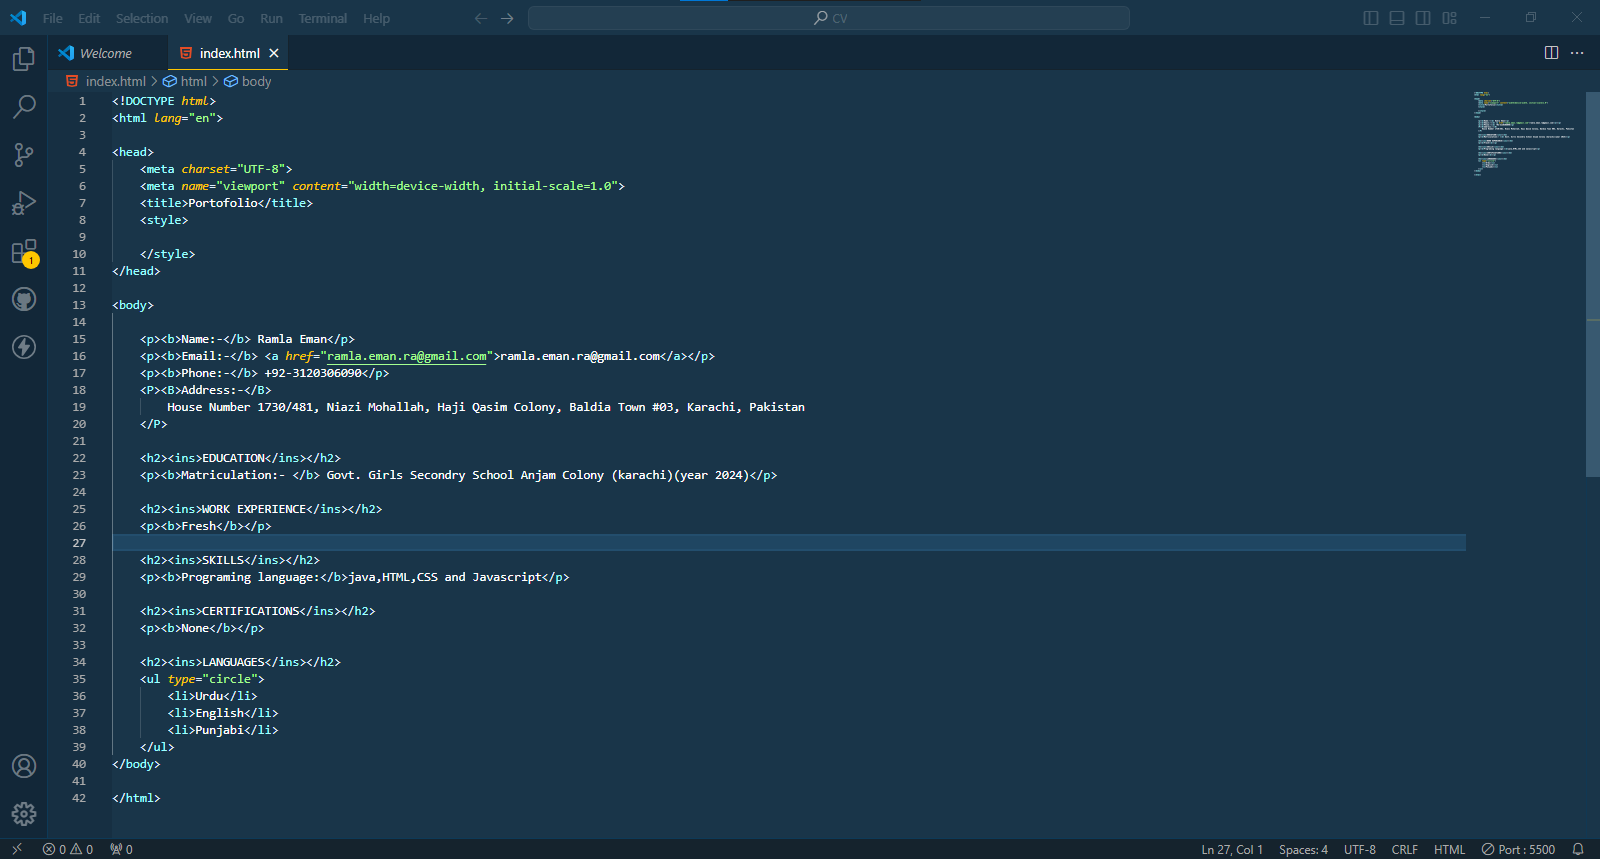 File Edit Selection View Go Run Terminal Help CV
Welcome index.html
index.html > html > body
1 <!DOCTYPE html>
2 <html lang="en">
3
4 <head>
5 <meta charset="UTF-8">
6 <meta name="viewport" content="width=device-width, initial-scale=1.0">
7 <title>Portofolio</title>
8 <style>
9
10 </style>
11 </head>
12
13 <body>
14
15 <p><b>Name:-</b> Ramla Eman</p>
16 <p><b>Email:-</b> <a href="ramla.eman.ra@gmail.com">ramla.eman.ra@gmail.com</a></p>
17 <p><b>Phone:-</b> +92-3120306090</p>
18 <P><B>Address:-</B>
19 House Number 1730/481, Niazi Mohallah, Haji Qasim Colony, Baldia Town #03, Karachi, Pakistan
20 </P>
21
22 <h2><ins>EDUCATION</ins></h2>
23 <p><b>Matriculation:- </b> Govt. Girls Secondry School Anjam Colony (karachi)(year 2024)</p>
24
25 <h2><ins>WORK EXPERIENCE</ins></h2>
26 <p><b>Fresh</b></p>
27
28 <h2><ins>SKILLS</ins></h2>
29 <p><b>Programing language:</b>java,HTML,CSS and Javascript</p>
30
31 <h2><ins>CERTIFICATIONS</ins></h2>
32 <p><b>None</b></p>
33
34 <h2><ins>LANGUAGES</ins></h2>
35 <ul type="circle">
36 <li>Urdu</li>
37 <li>English</li>
38 <li>Punjabi</li>
39 </ul>
40 </body>
41
42 </html>
1
0 0 0 Ln 27, Col 1 Spaces: 4 UTF-8 CRLF HTML Port : 5500